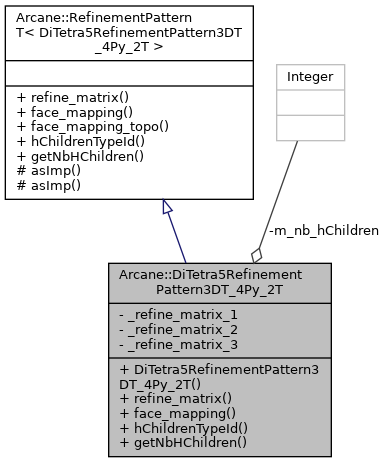 Arcane::RefinementPattern
T< DiTetra5RefinementPattern3DT
_4Py_2T >
+ refine_matrix()
+ face_mapping()
+ face_mapping_topo()
+ hChildrenTypeId()
+ getNbHChildren()
# asImp()
# asImp()
Integer
-m_nb_hChildren
Arcane::DiTetra5Refinement
Pattern3DT_4Py_2T
- _refine_matrix_1
- _refine_matrix_2
- _refine_matrix_3
+ DiTetra5RefinementPattern3
DT_4Py_2T()
+ refine_matrix()
+ face_mapping()
+ hChildrenTypeId()
+ getNbHChildren()